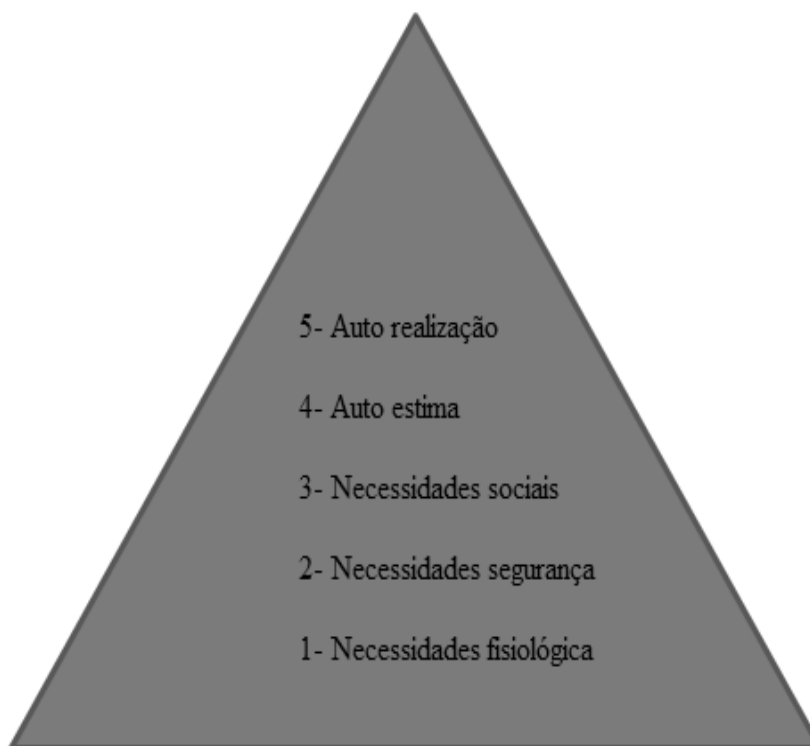 5- Auto realização
4- Auto estima
3- Necessidades sociais
2- Necessidades segurança
1- Necessidades fisiológica